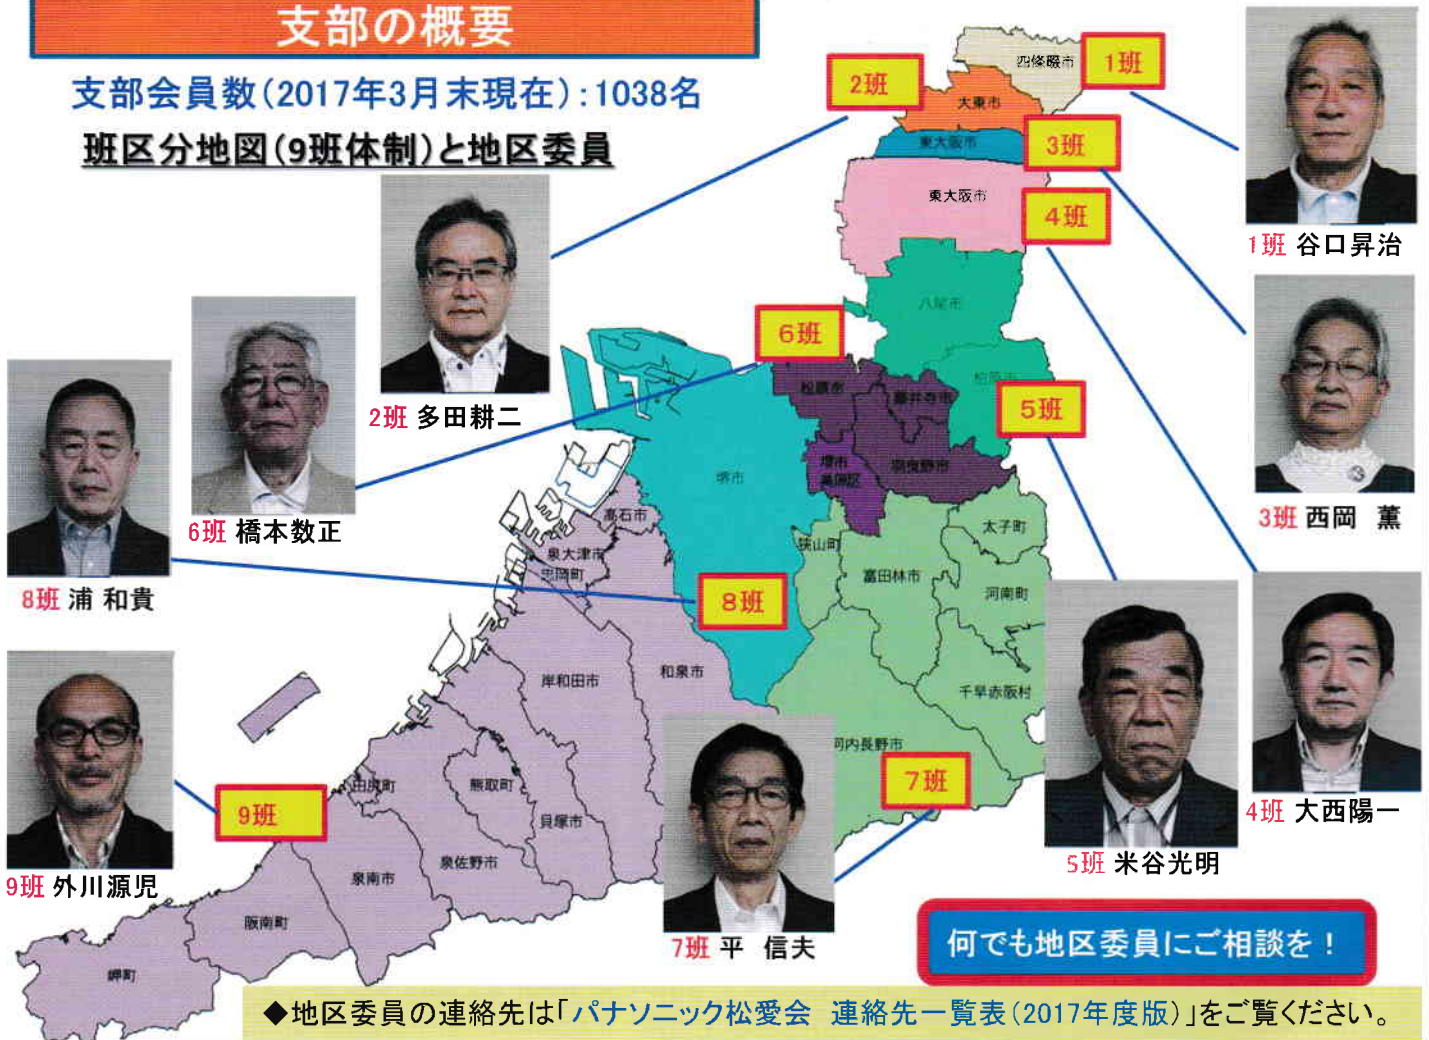 支部の概要
支部会員数(2017年3月末現在):1038名
班区分地図(9班体制)と地区委員
四條畷市
1班
2班
大東市
東大阪市
3班
東大阪市
4班
1班 谷口昇治
八尾市
6班
柏原市
松原市
藤井寺市
5班
2班 多田耕二
堺市
堺市
美原区
羽曳野市
6班 橋本数正
3班 西岡 薫
高石市
太子町
泉大津市
忠岡町
狭山町
富田林市
河南町
8班 浦 和貴
8班
岸和田市
和泉市
千早赤阪村
河内長野市
7班
田尻町
熊取町
貝塚市
9班
4班 大西陽一
泉佐野市
5班 米谷光明
9班 外川源児
泉南市
阪南町
7班 平 信夫
何でも地区委員にご相談を!
岬町
◆地区委員の連絡先は「パナソニック松愛会 連絡先一覧表(2017年度版)」をご覧ください。